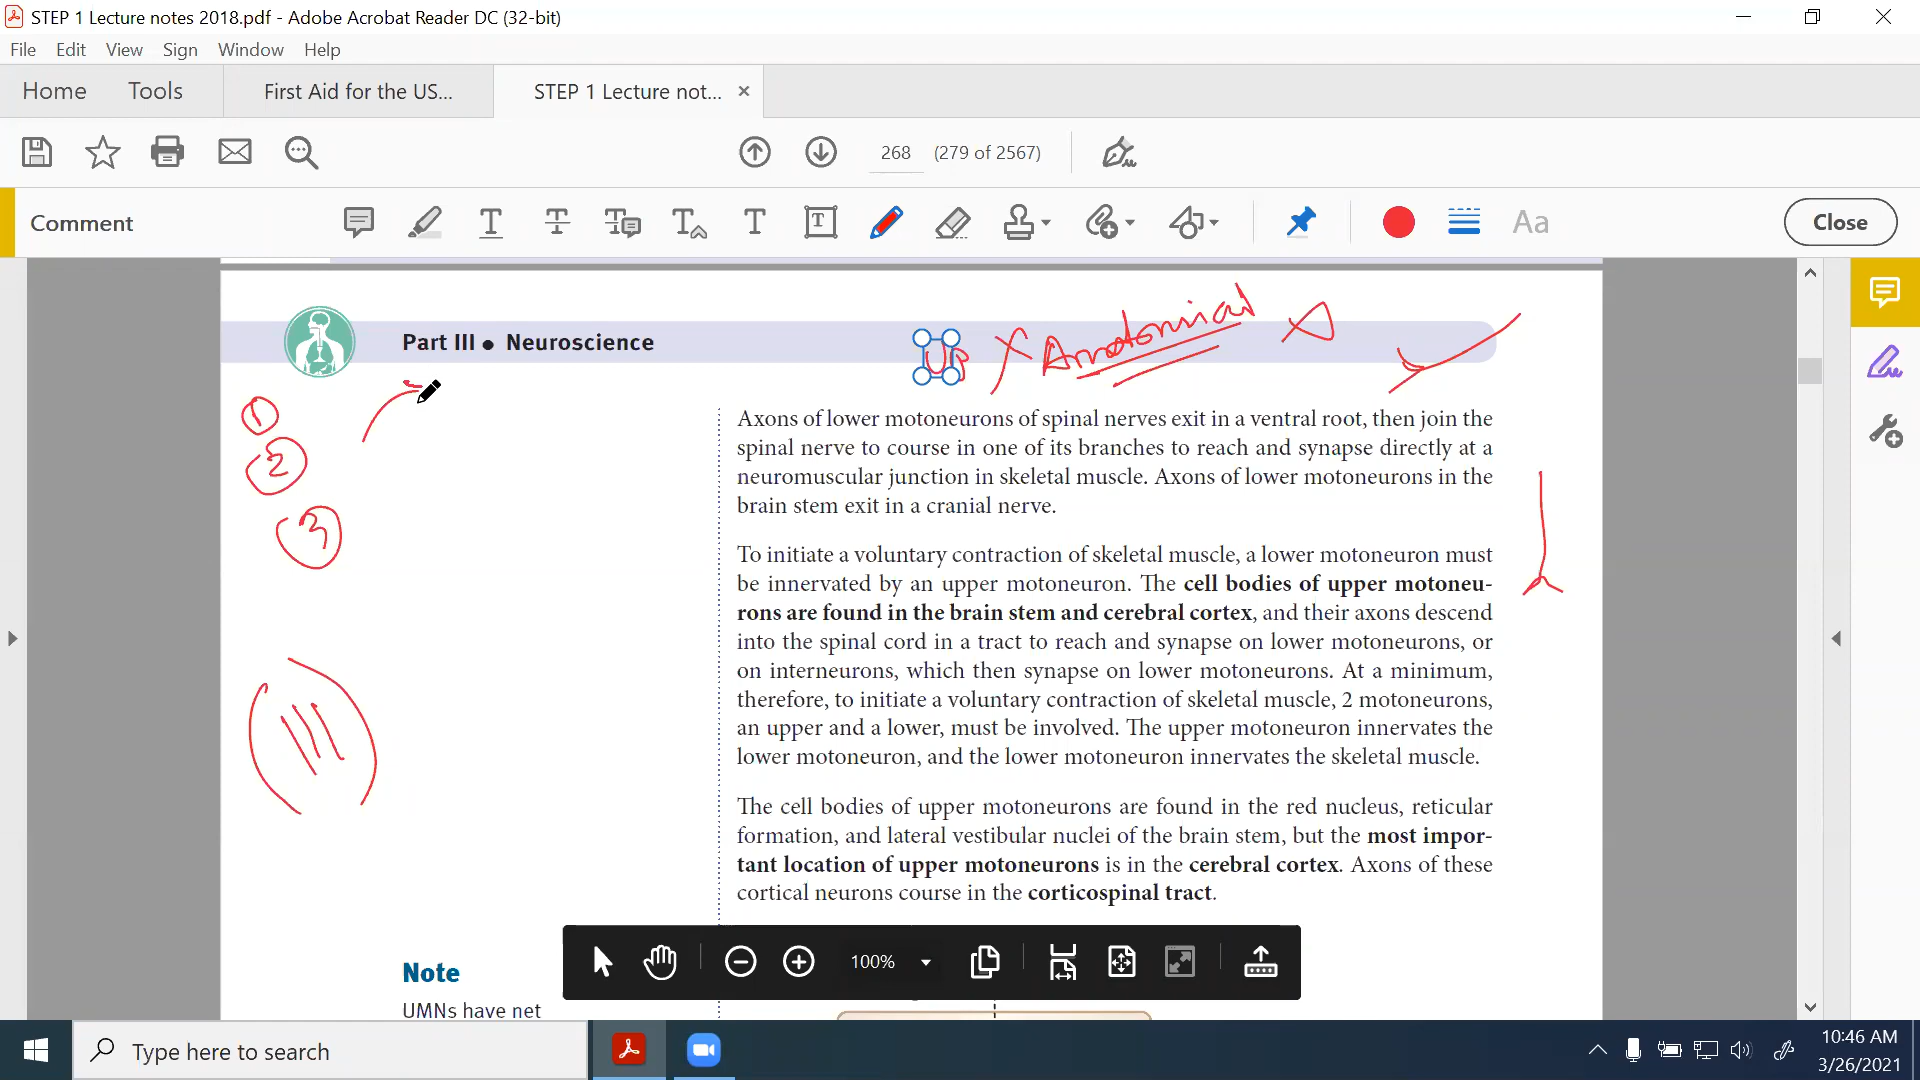 STEP 1 Lecture notes 2018.pdf - Adobe Acrobat Reader DC (32-bit)
File Edit View Sign Window Help
Home Tools First Aid for the US... STEP 1 Lecture not...
268 (279 of 2567)
Comment
Aa
Close
Part III • Neuroscience
Up Anatomical
1
2
3
Axons of lower motoneurons of spinal nerves exit in a ventral root, then join the
spinal nerve to course in one of its branches to reach and synapse directly at a
neuromuscular junction in skeletal muscle. Axons of lower motoneurons in the
brain stem exit in a cranial nerve.
To initiate a voluntary contraction of skeletal muscle, a lower motoneuron must
be innervated by an upper motoneuron. The cell bodies of upper motoneu-
rons are found in the brain stem and cerebral cortex, and their axons descend
into the spinal cord in a tract to reach and synapse on lower motoneurons, or
on interneurons, which then synapse on lower motoneurons. At a minimum,
therefore, to initiate a voluntary contraction of skeletal muscle, 2 motoneurons,
an upper and a lower, must be involved. The upper motoneuron innervates the
lower motoneuron, and the lower motoneuron innervates the skeletal muscle.
The cell bodies of upper motoneurons are found in the red nucleus, reticular
formation, and lateral vestibular nuclei of the brain stem, but the most impor-
tant location of upper motoneurons is in the cerebral cortex. Axons of these
cortical neurons course in the corticospinal tract.
Note
UMNs have net
100%
Type here to search
10:46 AM
3/26/2021